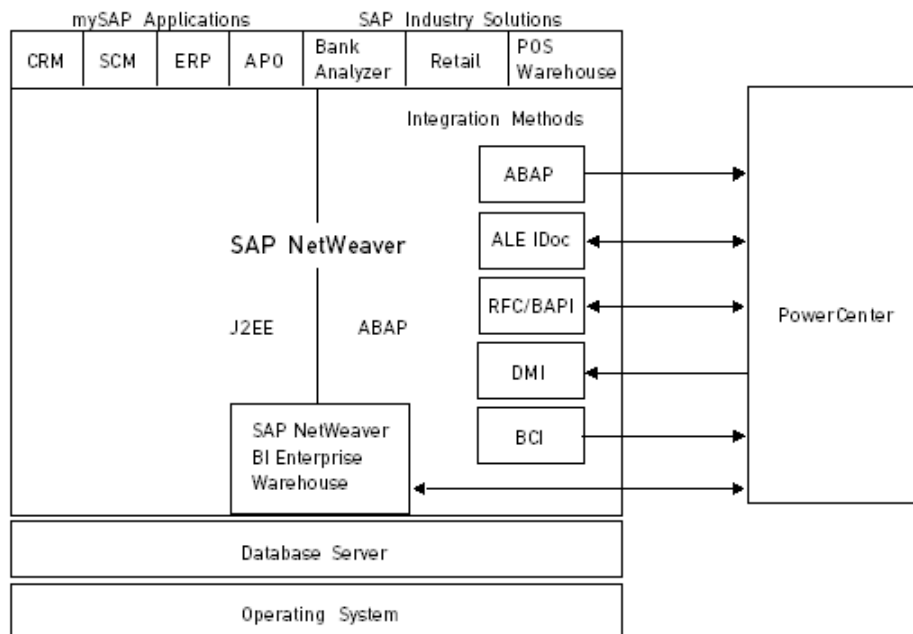 mySAP Applications
SAP Industry Solutions
CRM
SCM
ERP
APO
Bank
Analyzer
Retail
POS
Warehouse
Integration Methods
ABAP
ALE IDoc
SAP NetWeaver
RFC/BAPI
PowerCenter
J2EE
ABAP
DMI
SAP NetWeaver
BI Enterprise
Warehouse
BCI
Database Server
Operating System